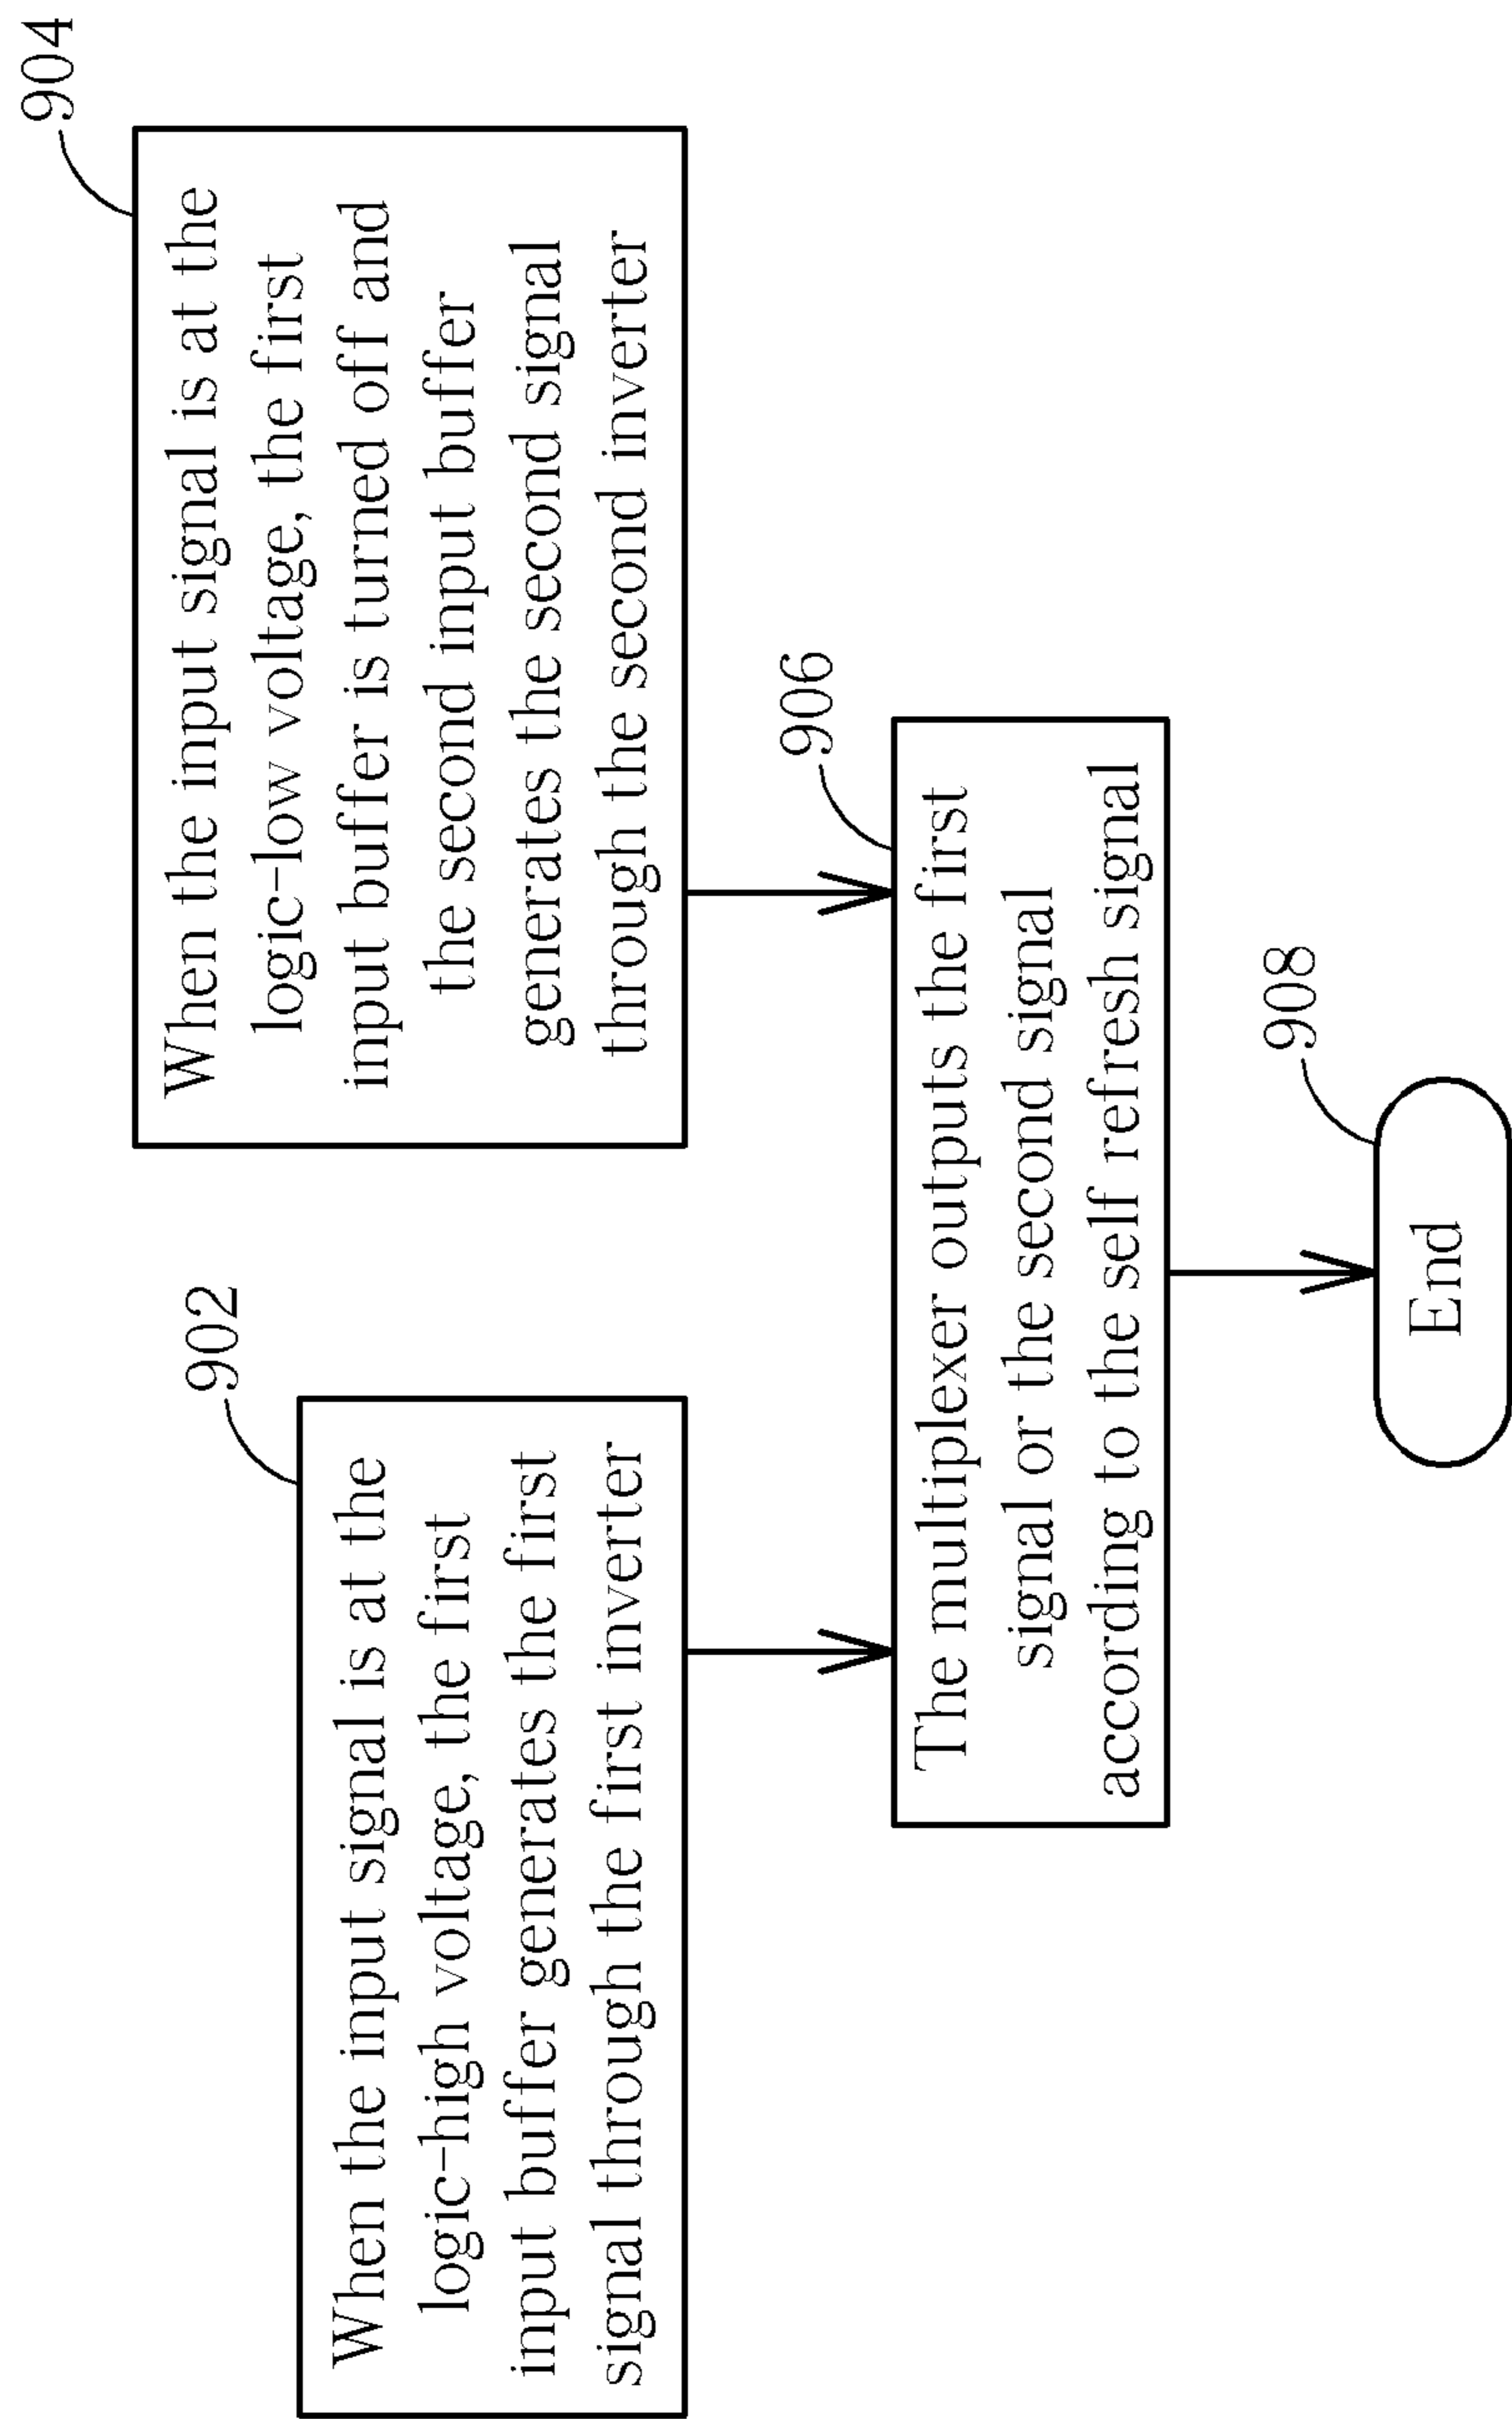 902
When the input signal is at the
logic-high voltage, the first
input buffer generates the first
signal through the first inverter
904
When the input signal is at the
logic-low voltage, the first
input buffer is turned off and
the second input buffer
generates the second signal
through the second inverter
906
The multiplexer outputs the first
signal or the second signal
according to the self refresh signal
908
End